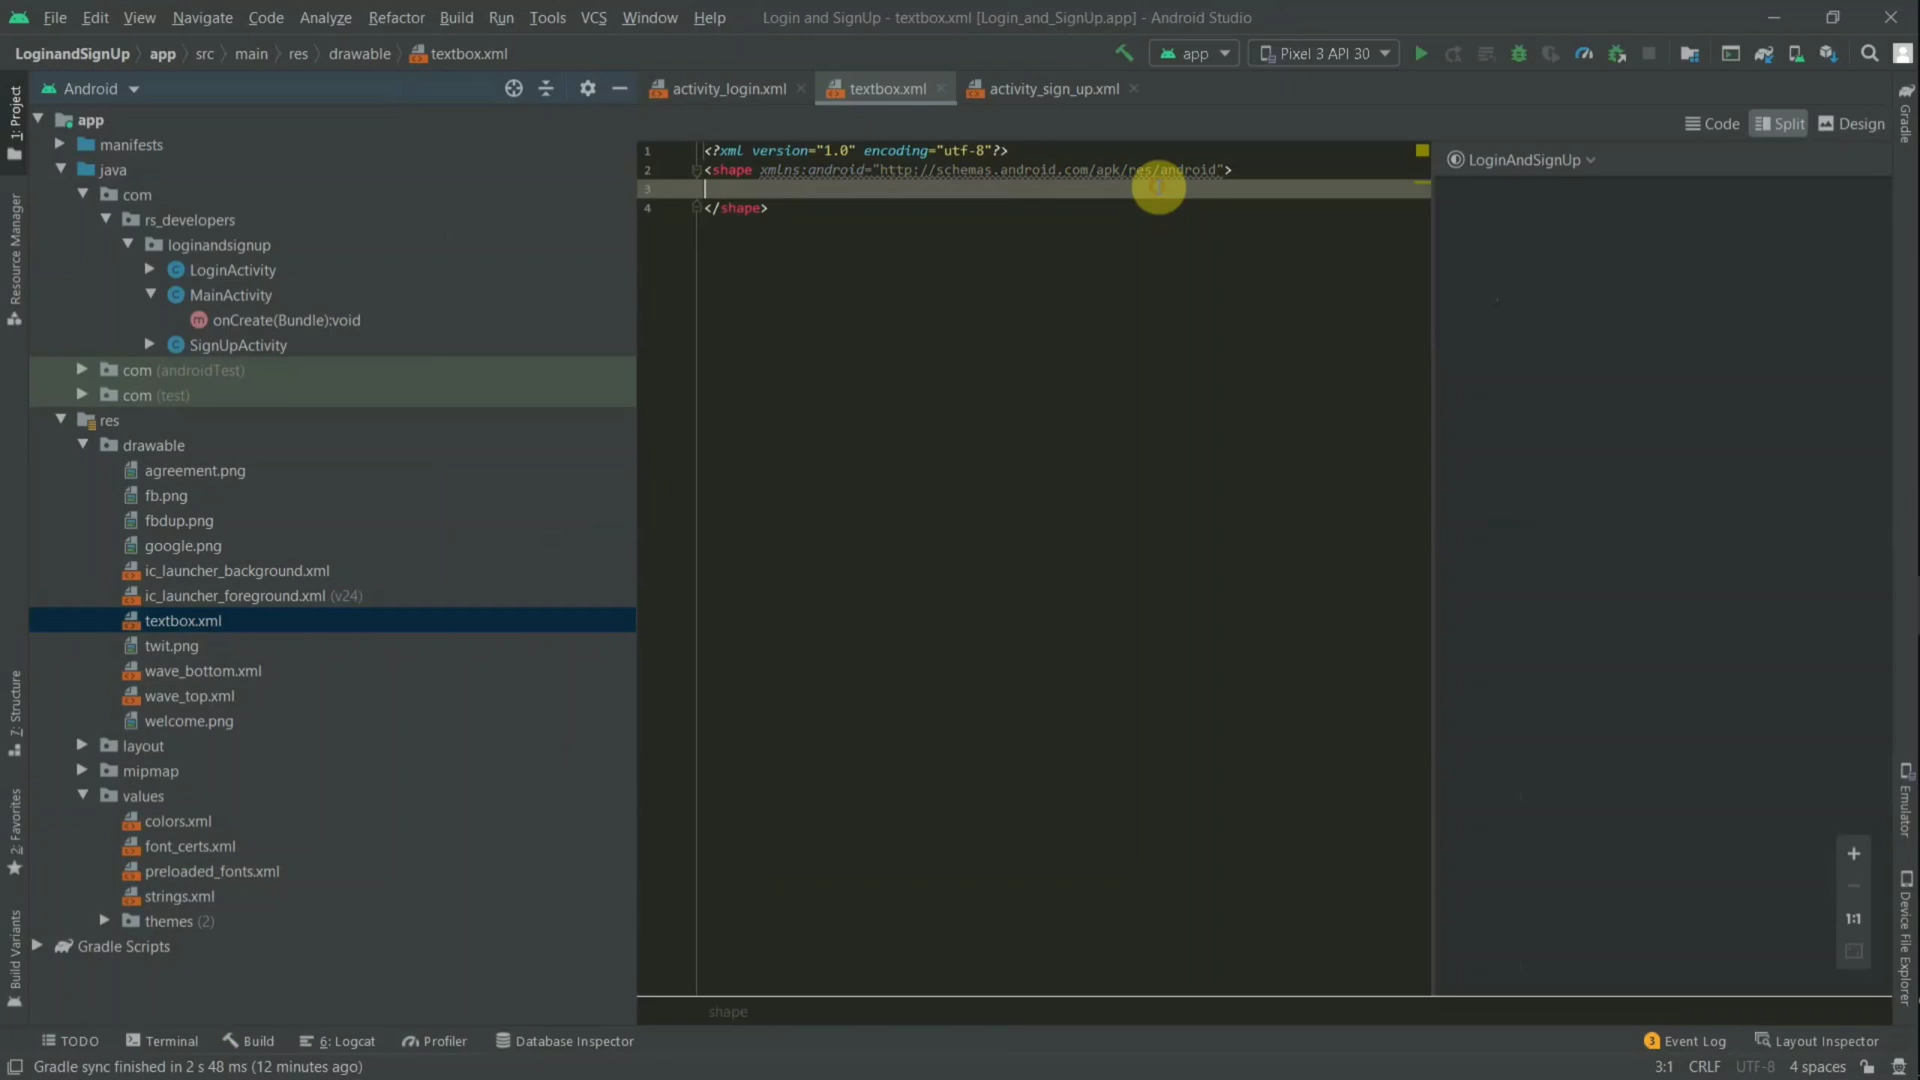 File Edit View Navigate Code Analyze Refactor Build Run Tools VCS Window Help Login and SignUp - textbox.xml [Login_and_SignUp.app] - Android Studio
LoginandSignUp app src main res drawable textbox.xml app Pixel 3 API 30
Android activity_login.xml textbox.xml activity_sign_up.xml
Code Split Design
LoginAndSignUp
1: Project
Resource Manager
7: Structure
2: Favorites
Build Variants
app
manifests
java
com
rs_developers
loginandsignup
LoginActivity
MainActivity
onCreate(Bundle):void
SignUpActivity
com (androidTest)
com (test)
res
drawable
agreement.png
fb.png
fbdup.png
google.png
ic_launcher_background.xml
ic_launcher_foreground.xml (v24)
textbox.xml
twit.png
wave_bottom.xml
wave_top.xml
welcome.png
layout
mipmap
values
colors.xml
font_certs.xml
preloaded_fonts.xml
strings.xml
themes (2)
Gradle Scripts
1 <?xml version="1.0" encoding="utf-8"?>
2 <shape xmlns:android="http://schemas.android.com/apk/res/android">
3
4 </shape>
shape
1:1
Gradle
Emulator
Device File Explorer
TODO Terminal Build 6: Logcat Profiler Database Inspector 3 Event Log Layout Inspector
Gradle sync finished in 2 s 48 ms (12 minutes ago) 3:1 CRLF UTF-8 4 spaces